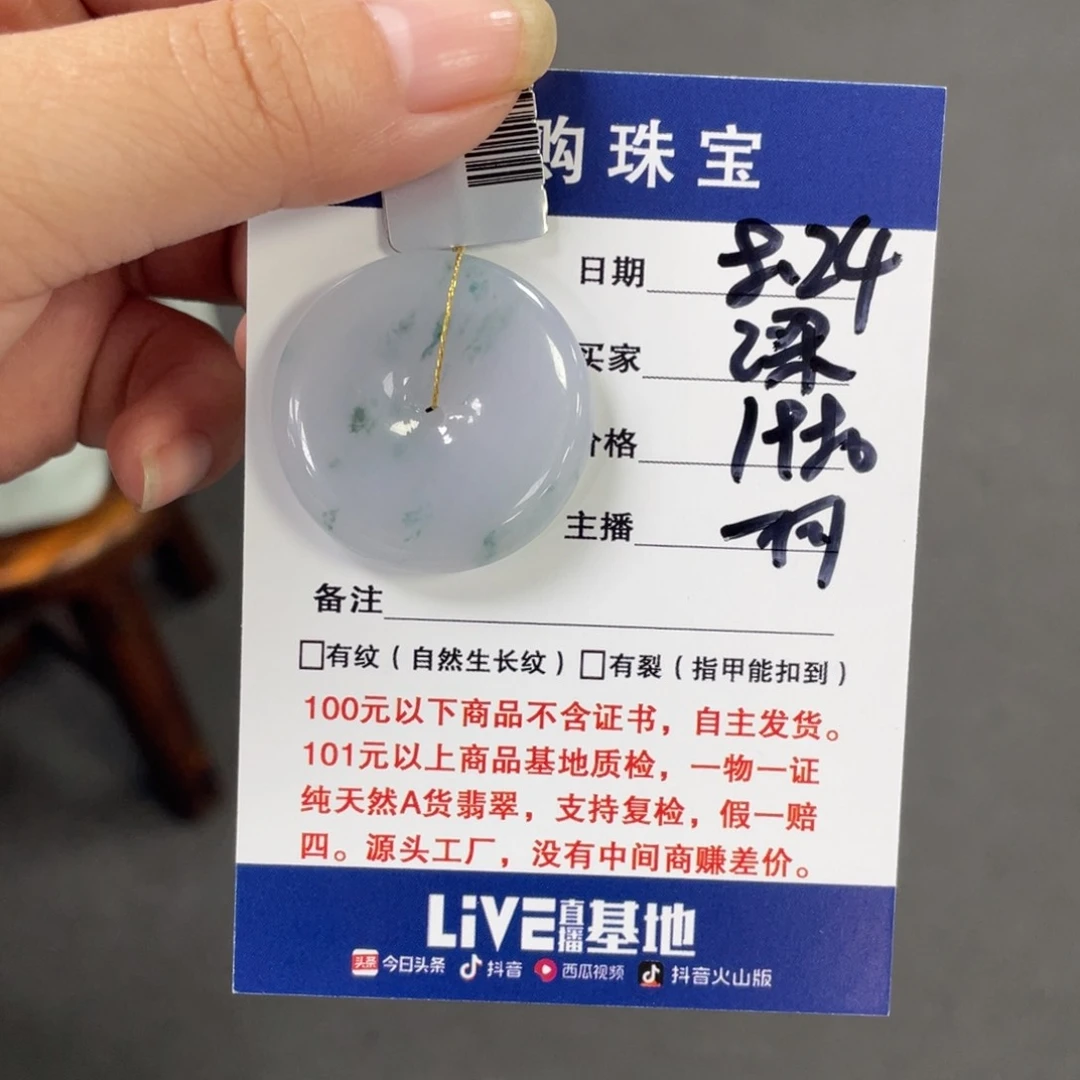 购珠宝
日期 8.24
买家 梁
价格
主播
备注
□有纹（自然生长纹）□有裂（指甲能扣到）
100元以下商品不含证书，自主发货。
101元以上商品基地质检，一物一证
纯天然A货翡翠，支持复检，假一赔
四。源头工厂，没有中间商赚差价。
LiVE直播基地
头条 今日头条 抖音 西瓜视频 抖音火山版